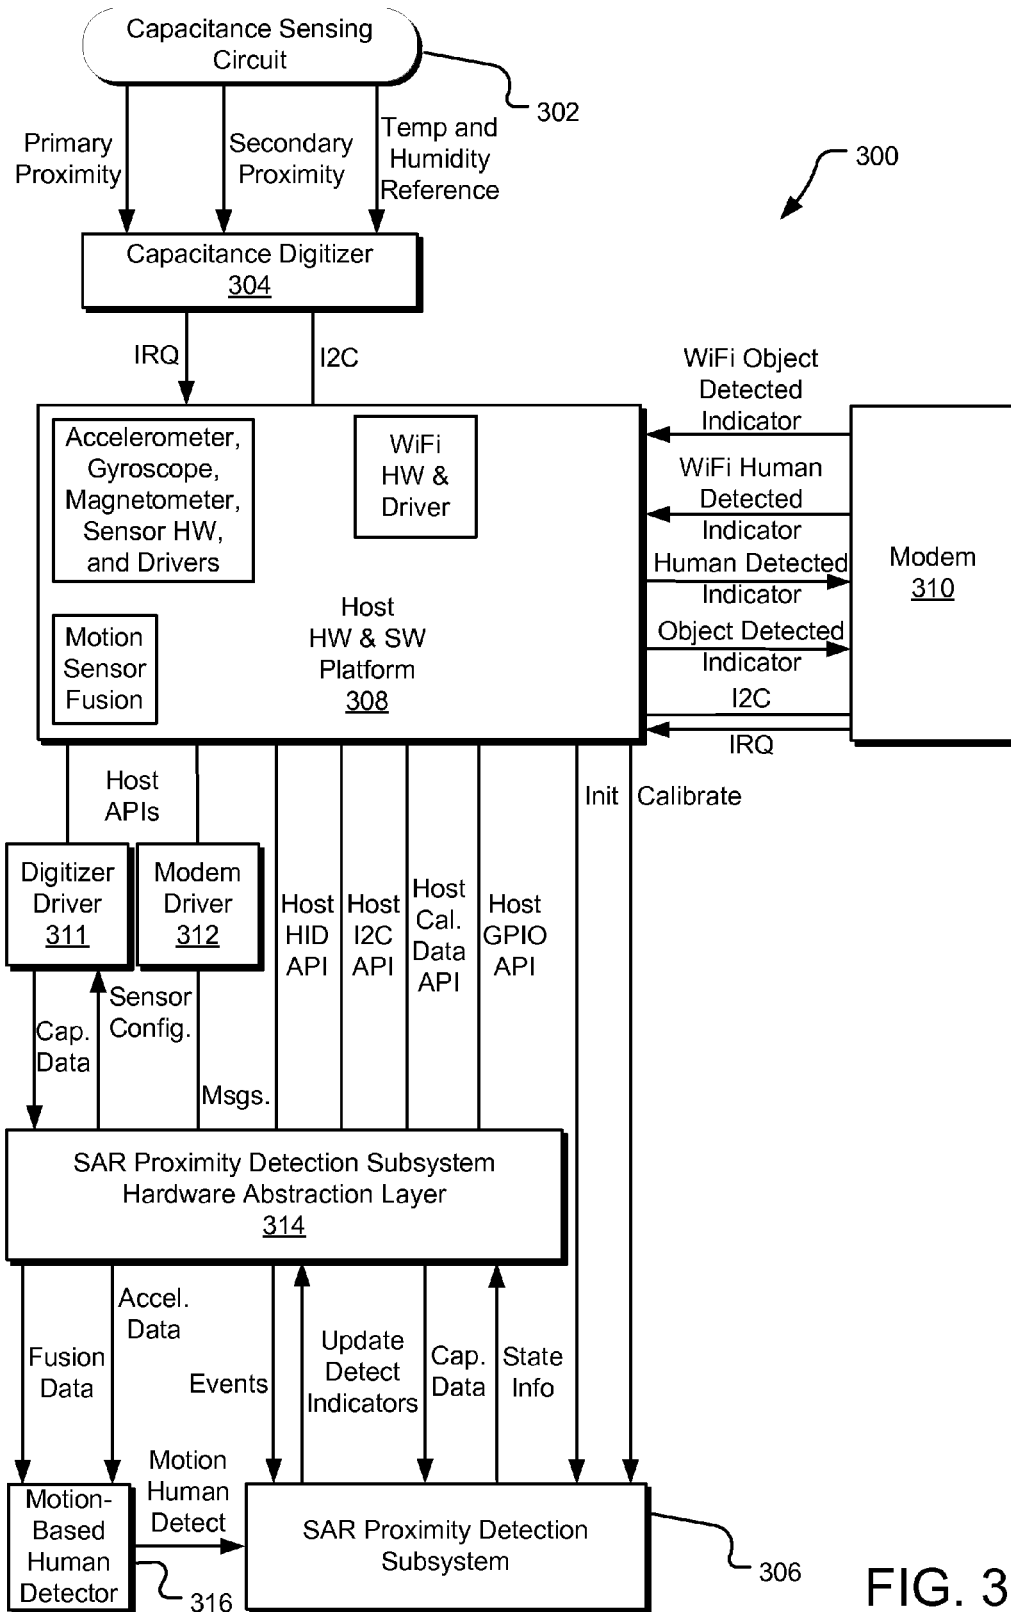 Capacitance Sensing
Circuit
302
Primary
Proximity
Secondary
Proximity
Temp and
Humidity
Reference
300
Capacitance Digitizer
304
IRQ
I2C
WiFi Object
Detected
Indicator
WiFi Human
Detected
Indicator
Human Detected
Indicator
Object Detected
Indicator
I2C
IRQ
Modem
310
Accelerometer,
Gyroscope,
Magnetometer,
Sensor HW,
and Drivers
WiFi
HW &
Driver
Motion
Sensor
Fusion
Host
HW & SW
Platform
308
Host
APIs
Init
Calibrate
Digitizer
Driver
311
Modem
Driver
312
Host
HID
API
Host
I2C
API
Host
Cal.
Data
API
Host
GPIO
API
Cap.
Data
Sensor
Config.
Msgs.
SAR Proximity Detection Subsystem
Hardware Abstraction Layer
314
Fusion
Data
Accel.
Data
Events
Update
Detect
Indicators
Cap.
Data
State
Info
Motion-
Based
Human
Detector
316
Motion
Human
Detect
SAR Proximity Detection
Subsystem
306
FIG. 3